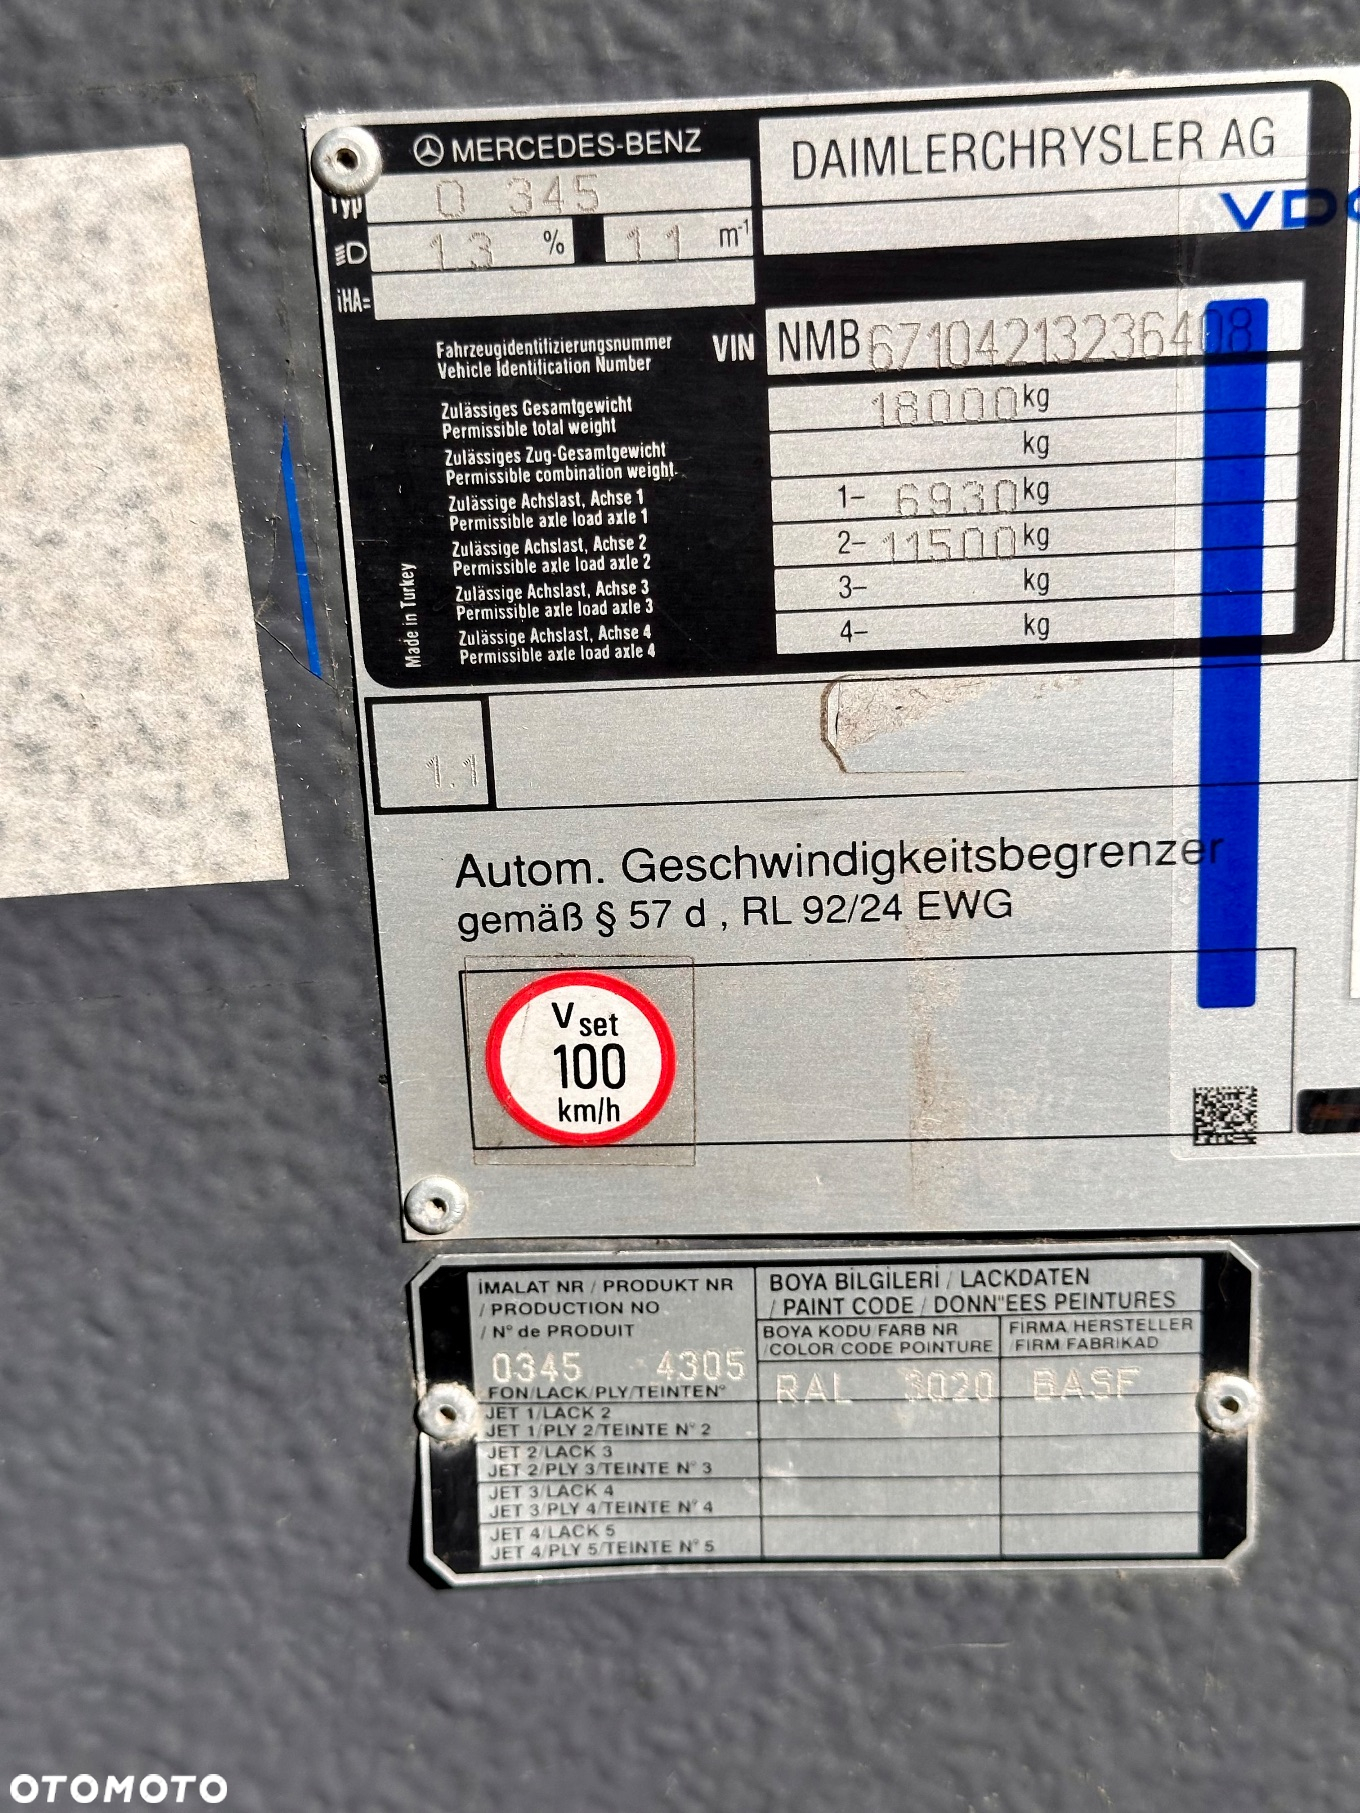 MERCEDES-BENZ
DAIMLERCHRYSLER AG
Typ O 345
1.3 % 1.1 m⁻¹
İHA=
Fahrzeugidentifizierungsnummer
Vehicle Identification Number
VIN NMB67104213236408
Zulässiges Gesamtgewicht
Permissible total weight
18000 kg
Zulässiges Zug-Gesamtgewicht
Permissible combination weight
kg
Zulässige Achslast, Achse 1
Permissible axle load axle 1
1- 6930 kg
Zulässige Achslast, Achse 2
Permissible axle load axle 2
2- 11500 kg
Zulässige Achslast, Achse 3
Permissible axle load axle 3
3- kg
Zulässige Achslast, Achse 4
Permissible axle load axle 4
4- kg
Made in Turkey
1.1
Autom. Geschwindigkeitsbegrenzer
gemäß § 57 d , RL 92/24 EWG
V set
100
km/h
İMALAT NR / PRODUKT NR
/ PRODUCTION NO
/ N° de PRODUIT
0345 4305
BOYA BİLGİLERİ / LACKDATEN
/ PAINT CODE / DONN"EES PEINTURES
BOYA KODU FARB NR
/COLOR CODE POINTURE
FİRMA HERSTELLER
/FIRM FABRIKAD
FON/LACK/PLY/TEINTEN°
RAL 3020 BASF
JET 1/LACK 2
JET 1/PLY 2/TEINTE N° 2
JET 2/LACK 3
JET 2/PLY 3/TEINTE N° 3
JET 3/LACK 4
JET 3/PLY 4/TEINTE N° 4
JET 4/LACK 5
JET 4/PLY 5/TEINTE N° 5
OTOMOTO